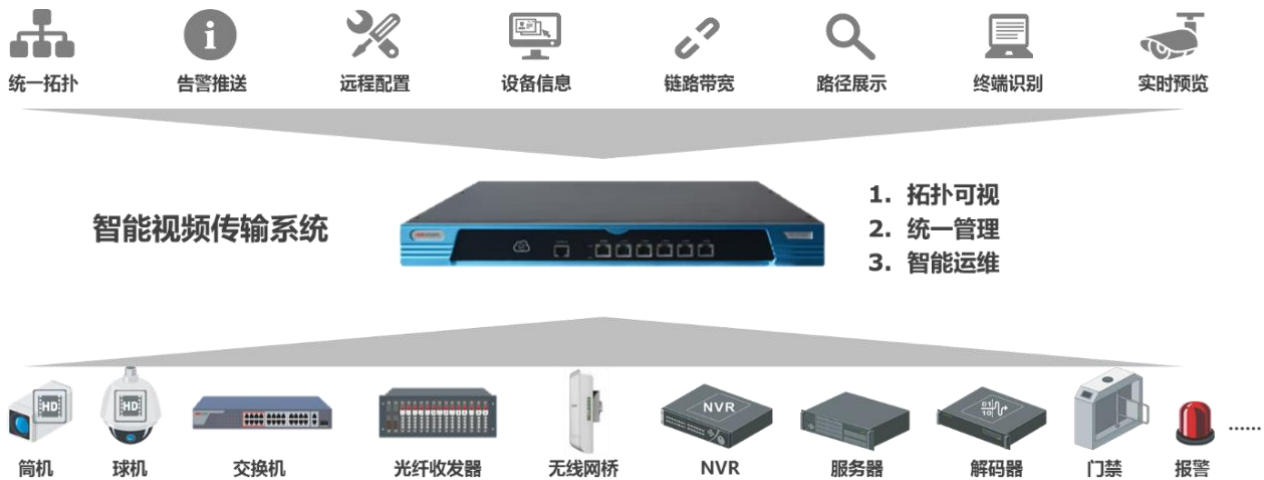 统一拓扑
告警推送
远程配置
设备信息
链路带宽
路径展示
终端识别
实时预览
智能视频传输系统
1. 拓扑可视
2. 统一管理
3. 智能运维
HD
HD
NVR
01
10
筒机
球机
交换机
光纤收发器
无线网桥
NVR
服务器
解码器
门禁
报警
......